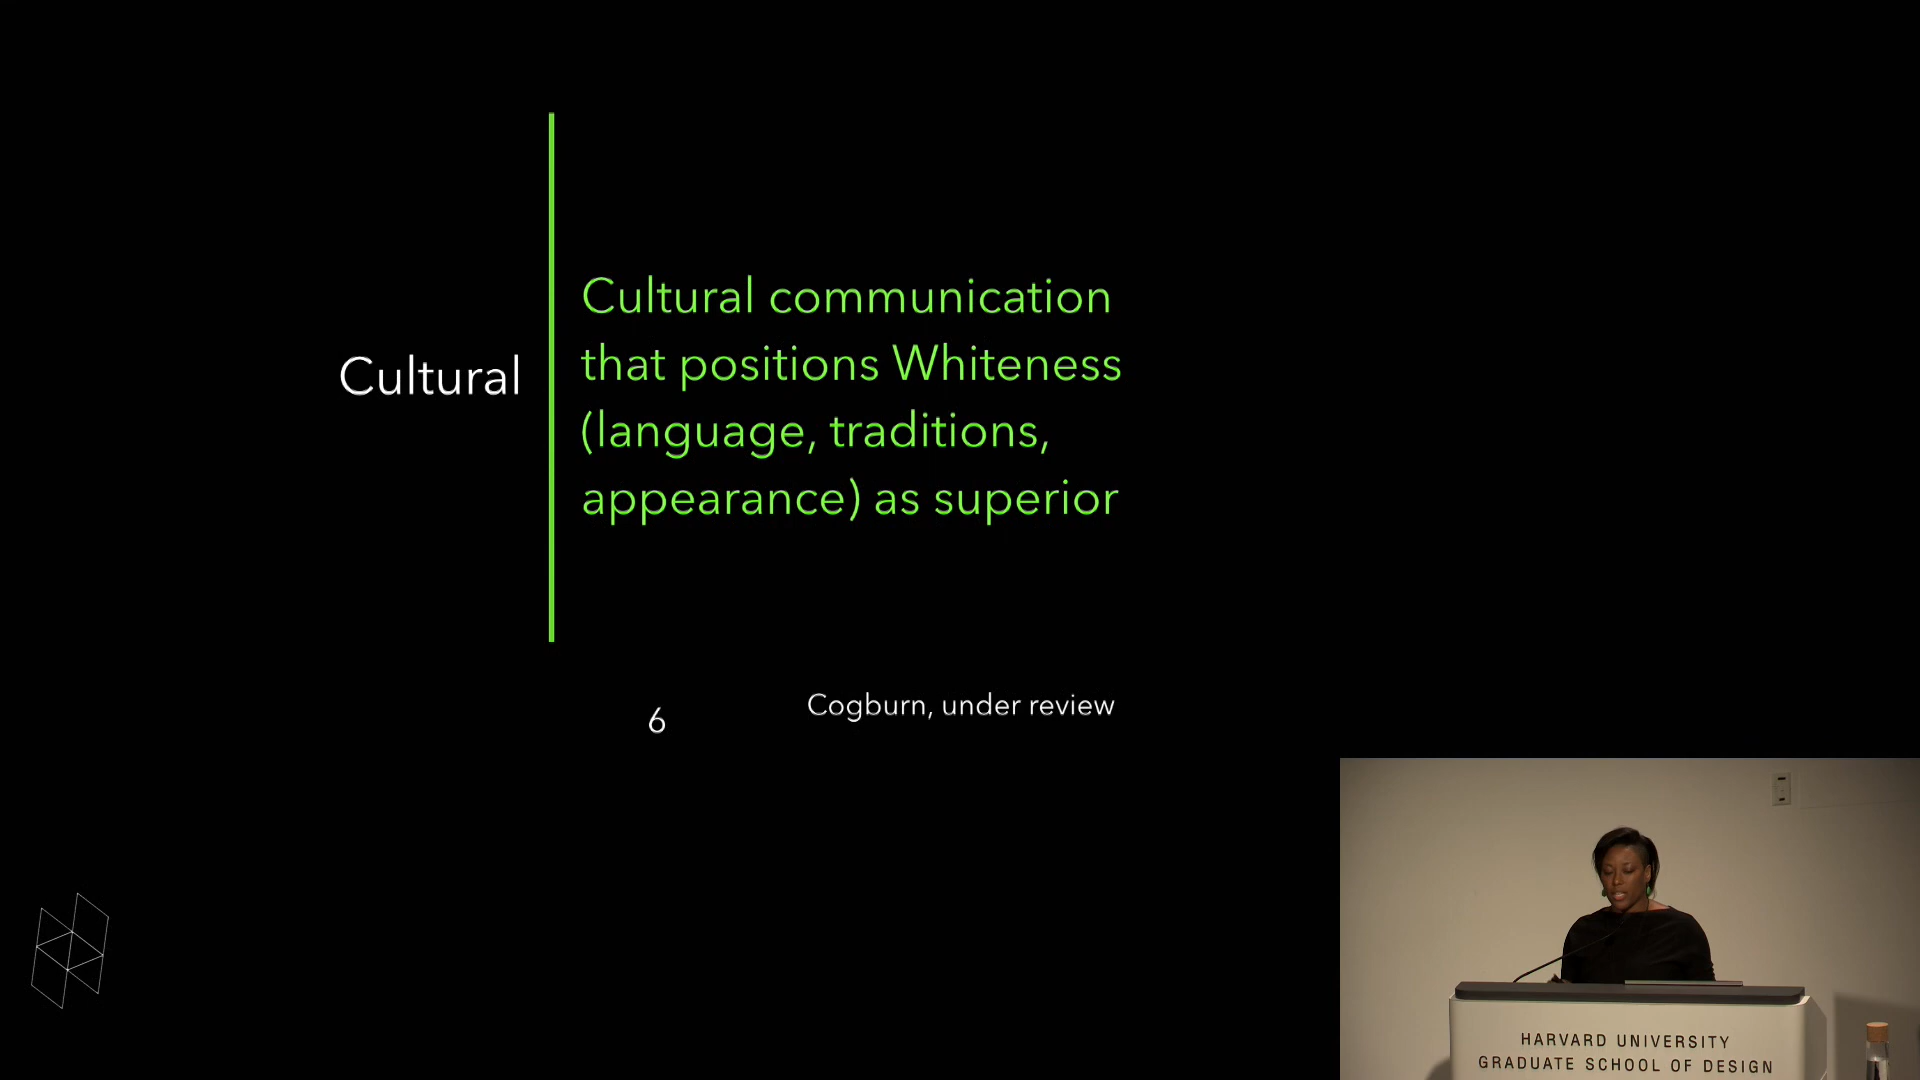 Cultural
Cultural communication
that positions Whiteness
(language, traditions,
appearance) as superior
6
Cogburn, under review
HARVARD UNIVERSITY
GRADUATE SCHOOL OF DESIGN